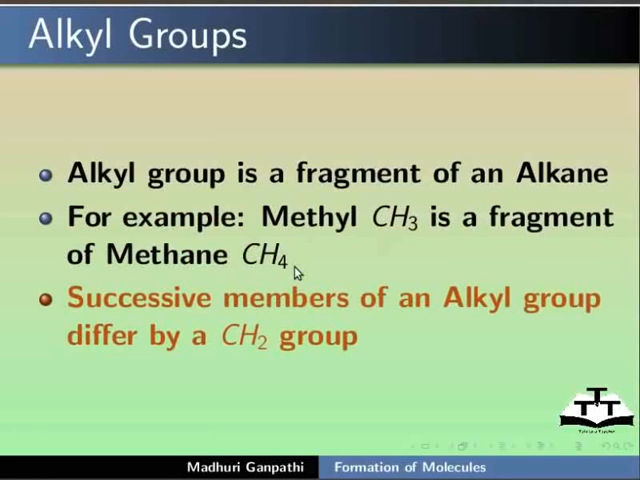 Alkyl Groups
Alkyl group is a fragment of an Alkane
For example: Methyl CH₃ is a fragment
of Methane CH₄
Successive members of an Alkyl group
differ by a CH₂ group
TTT
Madhuri Ganpathi Formation of Molecules